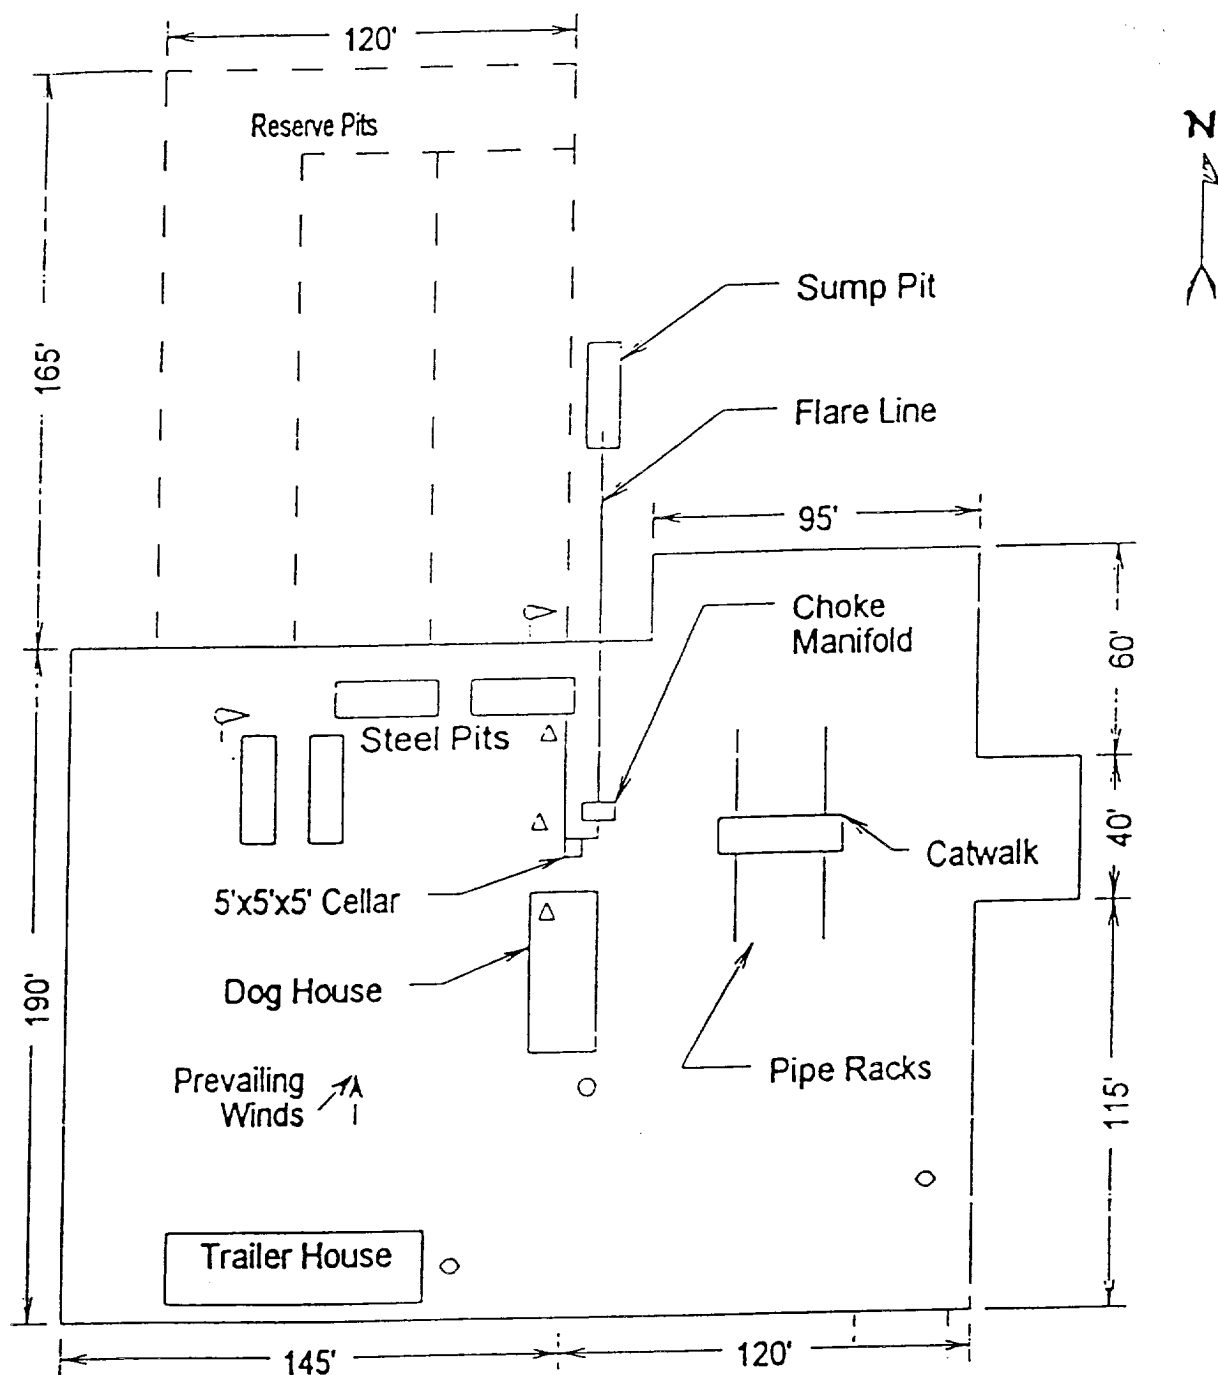 120'
Reserve Pits
N
Sump Pit
165'
Flare Line
95'
Choke
Manifold
60'
Steel Pits
40'
Catwalk
5'x5'x5' Cellar
Dog House
190'
Prevailing
Winds
Pipe Racks
115'
Trailer House
145'
120'